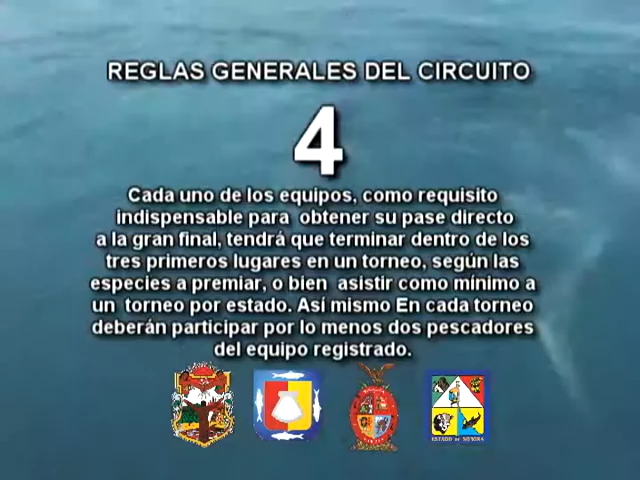 REGLAS GENERALES DEL CIRCUITO
4
Cada uno de los equipos, como requisito
indispensable para obtener su pase directo
a la gran final, tendrá que terminar dentro de los
tres primeros lugares en un torneo, según las
especies a premiar, o bien asistir como mínimo a
un torneo por estado. Así mismo En cada torneo
deberán participar por lo menos dos pescadores
del equipo registrado.
ESTADO DE SONORA